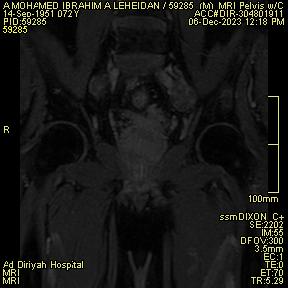 A MOHAMED IBRAHIM A LEHEIDAN / 59285 (M) MRI Pelvis w/C
14-Sep-1951 072Y ACC#DIR-304801911
PID:59285 06-Dec-2023 12:18 PM
59285
R
100mm
ssmDIXON_C+
SE:2202
IM:55
DFOV:300
3.5mm
EC:1
Ad Diriyah Hospital TE:0
MRI ET:70
MRI TR:5.29